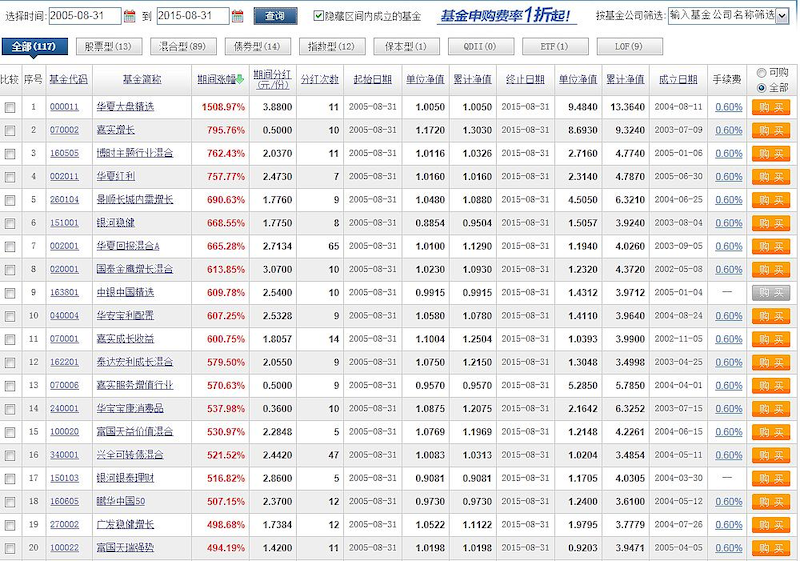 选择时间: 2005-08-31 到 2015-08-31 查询 隐藏区间内成立的基金 基金申购费率1折起! 按基金公司筛选: 输入基金公司名称筛选
全部(117) 股票型(13) 混合型(89) 债券型(14) 指数型(12) 保本型(1) QDII(0) ETF(1) LOF(9)
比较 序号 基金代码 基金简称 期间涨幅 期间分红(元/份) 分红次数 起始日期 单位净值 累计净值 终止日期 单位净值 累计净值 成立日期 手续费 可购 全部
1 000011 华夏大盘精选 1508.97% 3.8800 11 2005-08-31 1.0050 1.0050 2015-08-31 9.4840 13.3640 2004-08-11 0.60% 购买
2 070002 嘉实增长 795.76% 0.5000 10 2005-08-31 1.1720 1.3030 2015-08-31 8.6930 9.3240 2003-07-09 0.60% 购买
3 160505 博时主题行业混合 762.43% 2.0370 11 2005-08-31 1.0116 1.0326 2015-08-31 2.7160 4.7740 2005-01-06 0.60% 购买
4 002011 华夏红利 757.77% 2.4730 7 2005-08-31 1.0160 1.0160 2015-08-31 2.3140 4.7870 2005-06-30 0.60% 购买
5 260104 景顺长城内需增长 690.63% 1.7760 9 2005-08-31 1.0480 1.0880 2015-08-31 4.5050 6.3210 2004-06-25 0.60% 购买
6 151001 银河稳健 668.55% 1.7750 8 2005-08-31 0.8854 0.9504 2015-08-31 1.5057 3.9240 2003-08-04 0.60% 购买
7 002001 华夏回报混合A 665.28% 2.7134 65 2005-08-31 1.0100 1.1290 2015-08-31 1.1940 4.0260 2003-09-05 0.60% 购买
8 020001 国泰金鹰增长混合 613.85% 3.0700 10 2005-08-31 1.0230 1.0930 2015-08-31 1.2320 4.3720 2002-05-08 0.60% 购买
9 163801 中银中国精选 609.78% 2.5400 10 2005-08-31 0.9915 0.9915 2015-08-31 1.4312 3.9712 2005-01-04 — 购买
10 040004 华安宝利配置 607.25% 2.5328 9 2005-08-31 1.0580 1.0780 2015-08-31 1.4110 3.9640 2004-08-24 0.60% 购买
11 070001 嘉实成长收益 600.75% 1.8057 14 2005-08-31 1.1004 1.2504 2015-08-31 1.0393 3.9900 2002-11-05 0.60% 购买
12 162201 泰达宏利成长混合 579.50% 2.0550 9 2005-08-31 1.0750 1.2150 2015-08-31 1.3048 3.4998 2003-04-25 0.60% 购买
13 070006 嘉实服务增值行业 570.63% 0.5000 9 2005-08-31 0.9570 0.9570 2015-08-31 5.2850 5.7850 2004-04-01 0.60% 购买
14 240001 华宝宝康消费品 537.98% 0.3600 10 2005-08-31 1.0875 1.2075 2015-08-31 2.1642 6.3252 2003-07-15 0.60% 购买
15 100020 富国天益价值混合 530.97% 2.2848 5 2005-08-31 1.0769 1.1969 2015-08-31 1.2148 4.2261 2004-06-15 0.60% 购买
16 340001 兴全可转债混合 521.52% 2.4420 47 2005-08-31 1.0083 1.0313 2015-08-31 1.0204 3.4854 2004-05-11 0.60% 购买
17 150103 银河银泰理财 516.82% 2.8600 5 2005-08-31 0.9081 0.9081 2015-08-31 1.1705 4.0305 2004-03-30 — 购买
18 160605 鹏华中国50 507.15% 2.3700 12 2005-08-31 0.9730 0.9730 2015-08-31 1.2400 3.6100 2004-05-12 0.60% 购买
19 270002 广发稳健增长 498.68% 1.7384 12 2005-08-31 1.0522 1.1122 2015-08-31 1.9795 3.7779 2004-07-26 0.60% 购买
20 100022 富国天瑞强势 494.19% 1.4200 11 2005-08-31 1.0198 1.0198 2015-08-31 0.9203 3.9471 2005-04-05 0.60% 购买